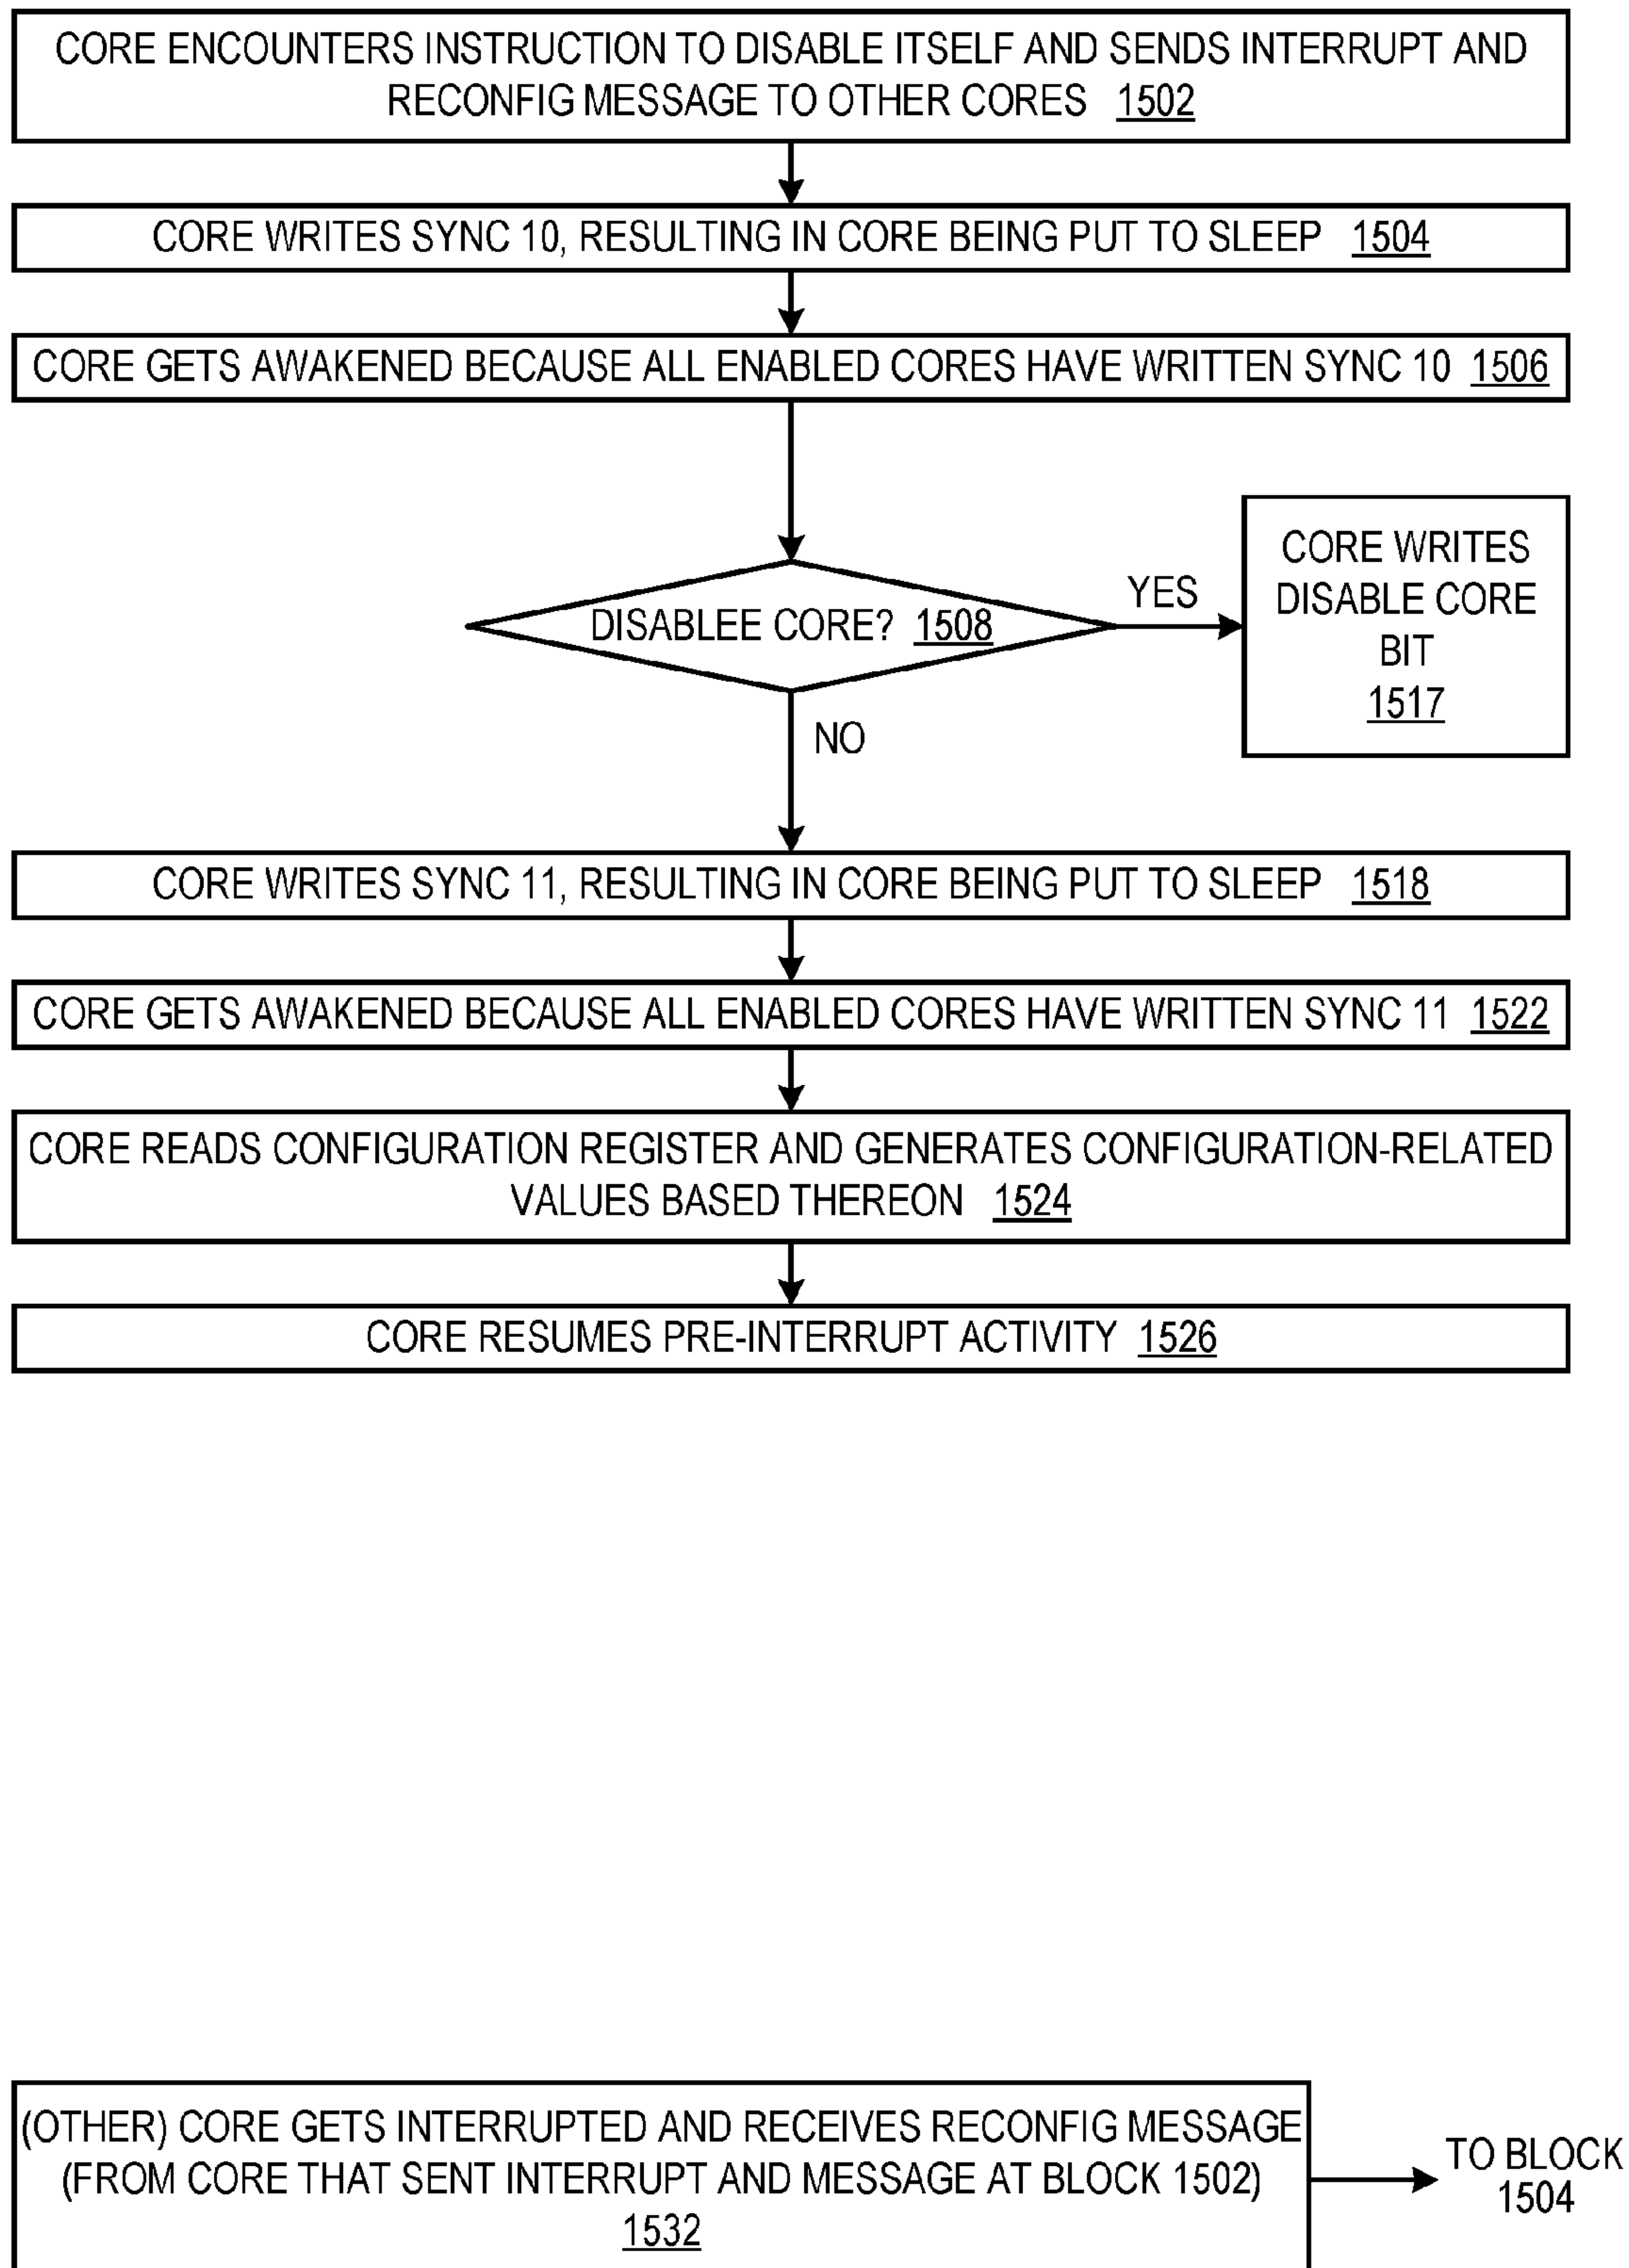 CORE ENCOUNTERS INSTRUCTION TO DISABLE ITSELF AND SENDS INTERRUPT AND
RECONFIG MESSAGE TO OTHER CORES 1502
CORE WRITES SYNC 10, RESULTING IN CORE BEING PUT TO SLEEP 1504
CORE GETS AWAKENED BECAUSE ALL ENABLED CORES HAVE WRITTEN SYNC 10 1506
DISABLEE CORE? 1508
YES
CORE WRITES
DISABLE CORE
BIT
1517
NO
CORE WRITES SYNC 11, RESULTING IN CORE BEING PUT TO SLEEP 1518
CORE GETS AWAKENED BECAUSE ALL ENABLED CORES HAVE WRITTEN SYNC 11 1522
CORE READS CONFIGURATION REGISTER AND GENERATES CONFIGURATION-RELATED
VALUES BASED THEREON 1524
CORE RESUMES PRE-INTERRUPT ACTIVITY 1526
(OTHER) CORE GETS INTERRUPTED AND RECEIVES RECONFIG MESSAGE
(FROM CORE THAT SENT INTERRUPT AND MESSAGE AT BLOCK 1502)
1532
TO BLOCK
1504